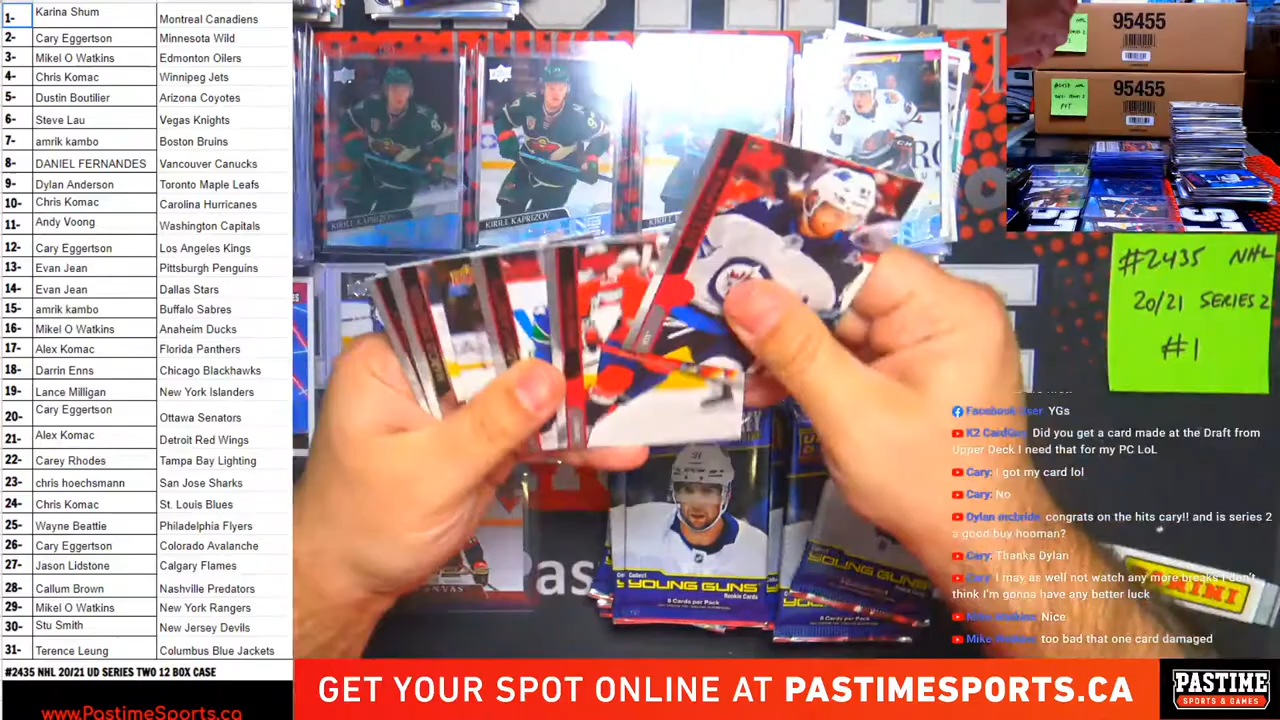 1- Karina Shum Montreal Canadiens
2- Cary Eggertson Minnesota Wild
3- Mikel O Watkins Edmonton Oilers
4- Chris Komac Winnipeg Jets
5- Dustin Boutilier Arizona Coyotes
6- Steve Lau Vegas Knights
7- amrik kambo Boston Bruins
8- DANIEL FERNANDES Vancouver Canucks
9- Dylan Anderson Toronto Maple Leafs
10- Chris Komac Carolina Hurricanes
11- Andy Voong Washington Capitals
12- Cary Eggertson Los Angeles Kings
13- Evan Jean Pittsburgh Penguins
14- Evan Jean Dallas Stars
15- amrik kambo Buffalo Sabres
16- Mikel O Watkins Anaheim Ducks
17- Alex Komac Florida Panthers
18- Darrin Enns Chicago Blackhawks
19- Lance Milligan New York Islanders
20- Cary Eggertson Ottawa Senators
21- Alex Komac Detroit Red Wings
22- Carey Rhodes Tampa Bay Lighting
23- chris hoechsmann San Jose Sharks
24- Chris Komac St. Louis Blues
25- Wayne Beattie Philadelphia Flyers
26- Cary Eggertson Colorado Avalanche
27- Jason Lidstone Calgary Flames
28- Callum Brown Nashville Predators
29- Mikel O Watkins New York Rangers
30- Stu Smith New Jersey Devils
31- Terence Leung Columbus Blue Jackets
#2435 NHL 20/21 UD SERIES TWO 12 BOX CASE
www.PastimeSports.ca
KIRILL KAPRIZOV
KIRILL KAPRIZOV
95455
95455
#2435 NHL
20/21 SERIES 2
#1
Collect
YOUNG GUNS
Rookie Cards
8 Cards per Pack
YOUNG GUNS
8 Cards per Pack
as
Facebook User YGs
Did you get a card made at the Draft from
Upper Deck I need that for my PC LoL
Cary: I got my card lol
Cary: No
Dylan mcbride: congrats on the hits cary!! and is series 2
a good buy hooman?
Cary: Thanks Dylan
Cary: I may as well not watch any more breaks I don't
think I'm gonna have any better luck
Nice.
too bad that one card damaged
GET YOUR SPOT ONLINE AT PASTIMESPORTS.CA
PASTIME
SPORTS & GAMES